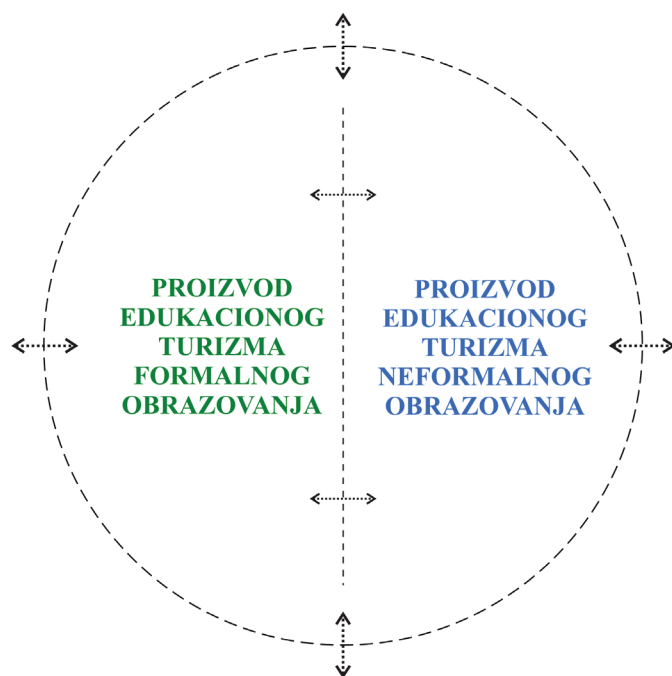 PROIZVOD
EDUKACIONOG
TURIZMA
FORMALNOG
OBRAZOVANJA
PROIZVOD
EDUKACIONOG
TURIZMA
NEFORMALNOG
OBRAZOVANJA